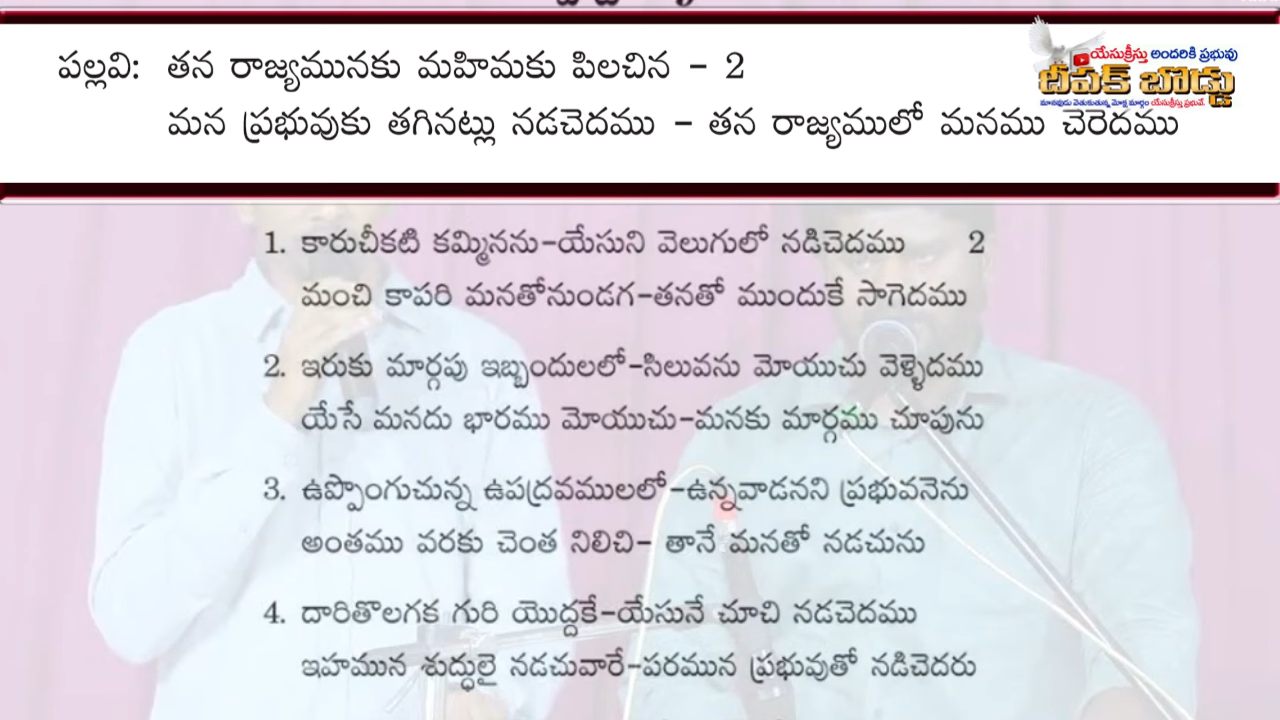 పల్లవి: తన రాజ్యమునకు మహిమకు పిలచిన - 2
మన ప్రభువుకు తగినట్లు నడచెదము - తన రాజ్యములో మనము చెరెదము
యేసుక్రీస్తు అందరికి ప్రభువు
దీపక్ బొడ్డు
మానవుడు వెతుకుతున్న మోక్ష మార్గం యేసుక్రీస్తు ప్రభువే.
1. కారుచీకటి కమ్మినను-యేసుని వెలుగులో నడిచెదము 2
మంచి కాపరి మనతోనుండగ-తనతో ముందుకే సాగెదము
2. ఇరుకు మార్గపు ఇబ్బందులలో-సిలువను మోయుచు వెళ్ళెదము
యేసే మనదు భారము మోయుచు-మనకు మార్గము చూపును
3. ఉప్పొంగుచున్న ఉపద్రవములలో-ఉన్నవాడనని ప్రభువనెను
అంతము వరకు చెంత నిలిచి- తానే మనతో నడచును
4. దారితొలగక గురి యొద్దకే-యేసునే చూచి నడచెదము
ఇహమున శుద్ధులై నడచువారే-పరమున ప్రభువుతో నడిచెదరు